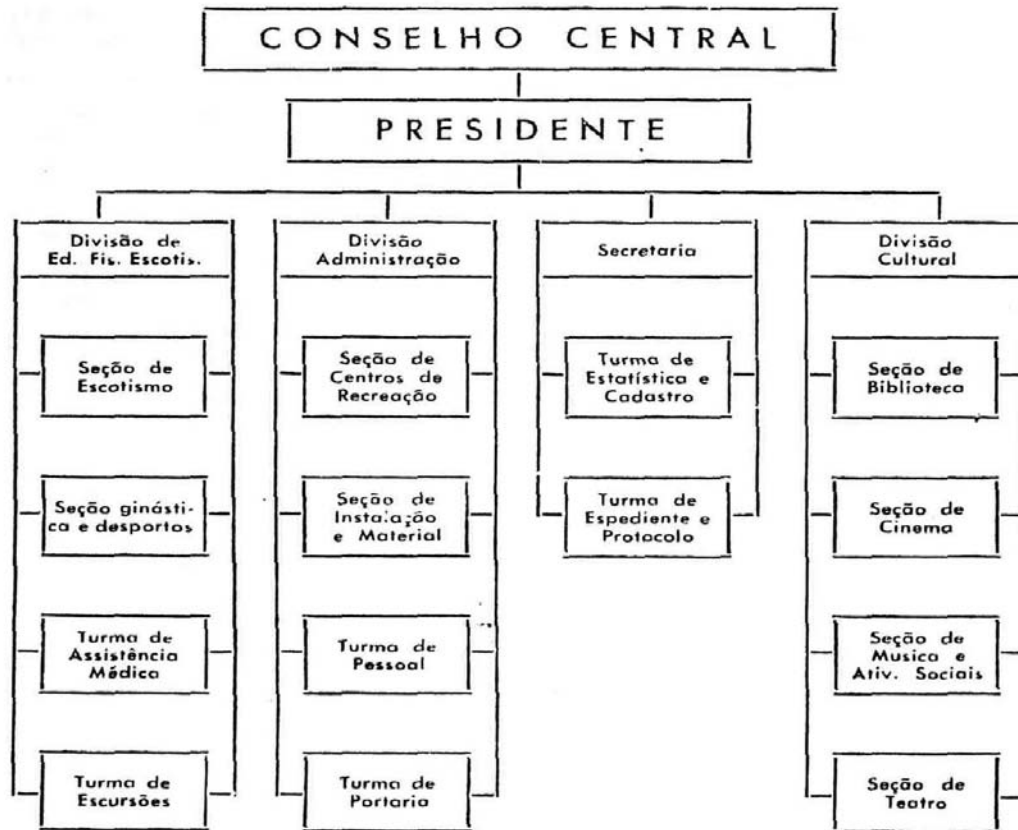 CONSELHO CENTRAL
PRESIDENTE
Divisão de
Ed. Fis. Escotis.
Seção de
Escotismo
Seção ginásti-
ca e desportos
Turma de
Assistência
Médica
Turma de
Escursões
Divisão
Administração
Seção de
Centros de
Recreação
Seção de
Instalação
e Material
Turma de
Pessoal
Turma de
Portaria
Secretaria
Turma de
Estatística e
Cadastro
Turma de
Espediente e
Protocolo
Divisão
Cultural
Seção de
Biblioteca
Seção de
Cinema
Seção de
Musica e
Ativ. Sociais
Seção de
Teatro